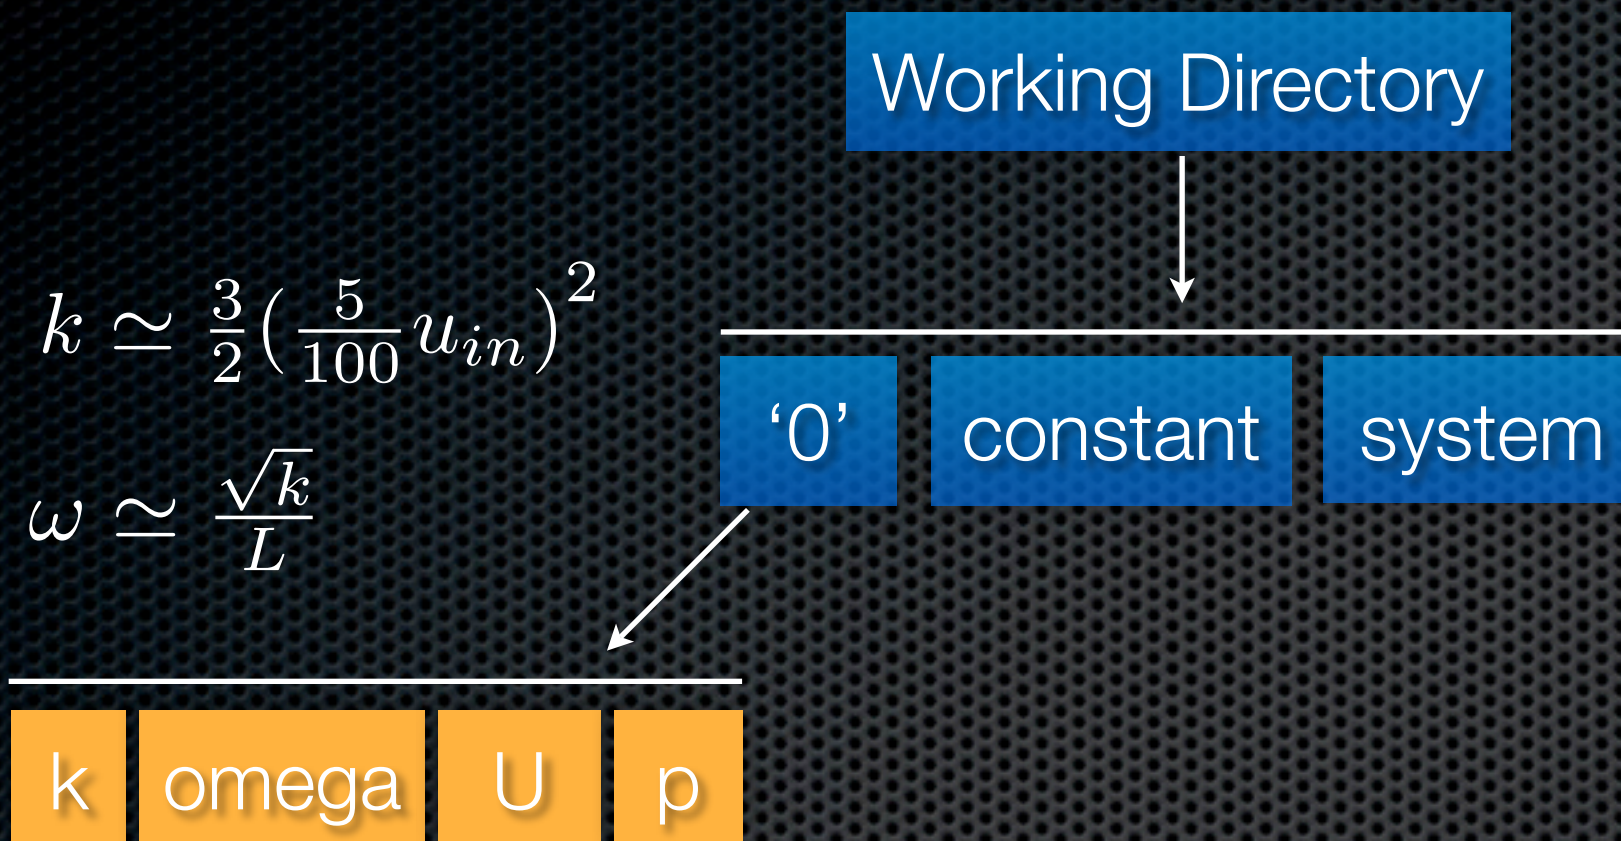 Working Directory
k ≃ 3/2 (5/100 u_in)^2
‘0’ constant system
ω ≃ √k/L
k omega U p